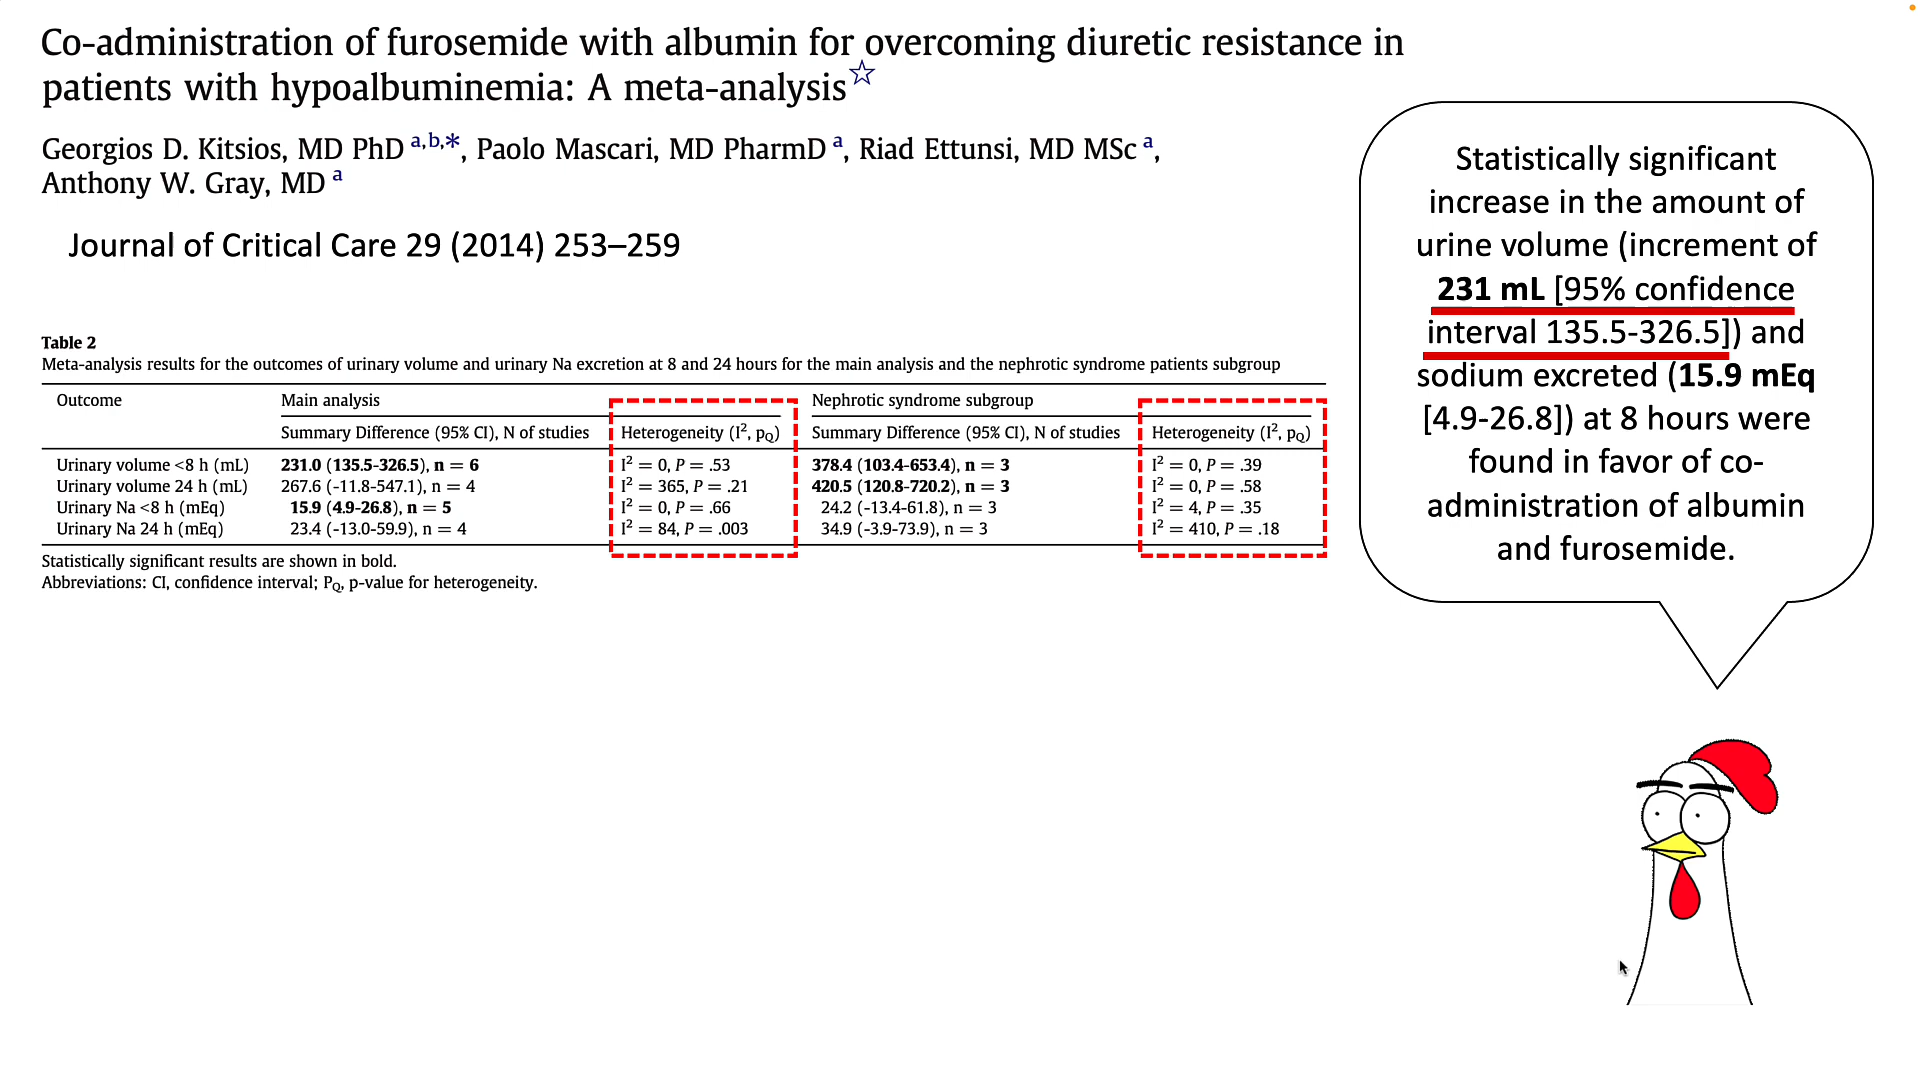 Co-administration of furosemide with albumin for overcoming diuretic resistance in
patients with hypoalbuminemia: A meta-analysis☆
Georgios D. Kitsios, MD PhD a,b,*, Paolo Mascari, MD PharmD a, Riad Ettunsi, MD MSc a,
Anthony W. Gray, MD a
Journal of Critical Care 29 (2014) 253–259
Table 2
Meta-analysis results for the outcomes of urinary volume and urinary Na excretion at 8 and 24 hours for the main analysis and the nephrotic syndrome patients subgroup
Outcome Main analysis Nephrotic syndrome subgroup
Summary Difference (95% CI), N of studies Heterogeneity (I², pQ) Summary Difference (95% CI), N of studies Heterogeneity (I², pQ)
Urinary volume <8 h (mL) 231.0 (135.5-326.5), n = 6 I² = 0, P = .53 378.4 (103.4-653.4), n = 3 I² = 0, P = .39
Urinary volume 24 h (mL) 267.6 (-11.8-547.1), n = 4 I² = 365, P = .21 420.5 (120.8-720.2), n = 3 I² = 0, P = .58
Urinary Na <8 h (mEq) 15.9 (4.9-26.8), n = 5 I² = 0, P = .66 24.2 (-13.4-61.8), n = 3 I² = 4, P = .35
Urinary Na 24 h (mEq) 23.4 (-13.0-59.9), n = 4 I² = 84, P = .003 34.9 (-3.9-73.9), n = 3 I² = 410, P = .18
Statistically significant results are shown in bold.
Abbreviations: CI, confidence interval; PQ, p-value for heterogeneity.
Statistically significant
increase in the amount of
urine volume (increment of
231 mL [95% confidence
interval 135.5-326.5]) and
sodium excreted (15.9 mEq
[4.9-26.8]) at 8 hours were
found in favor of co-
administration of albumin
and furosemide.